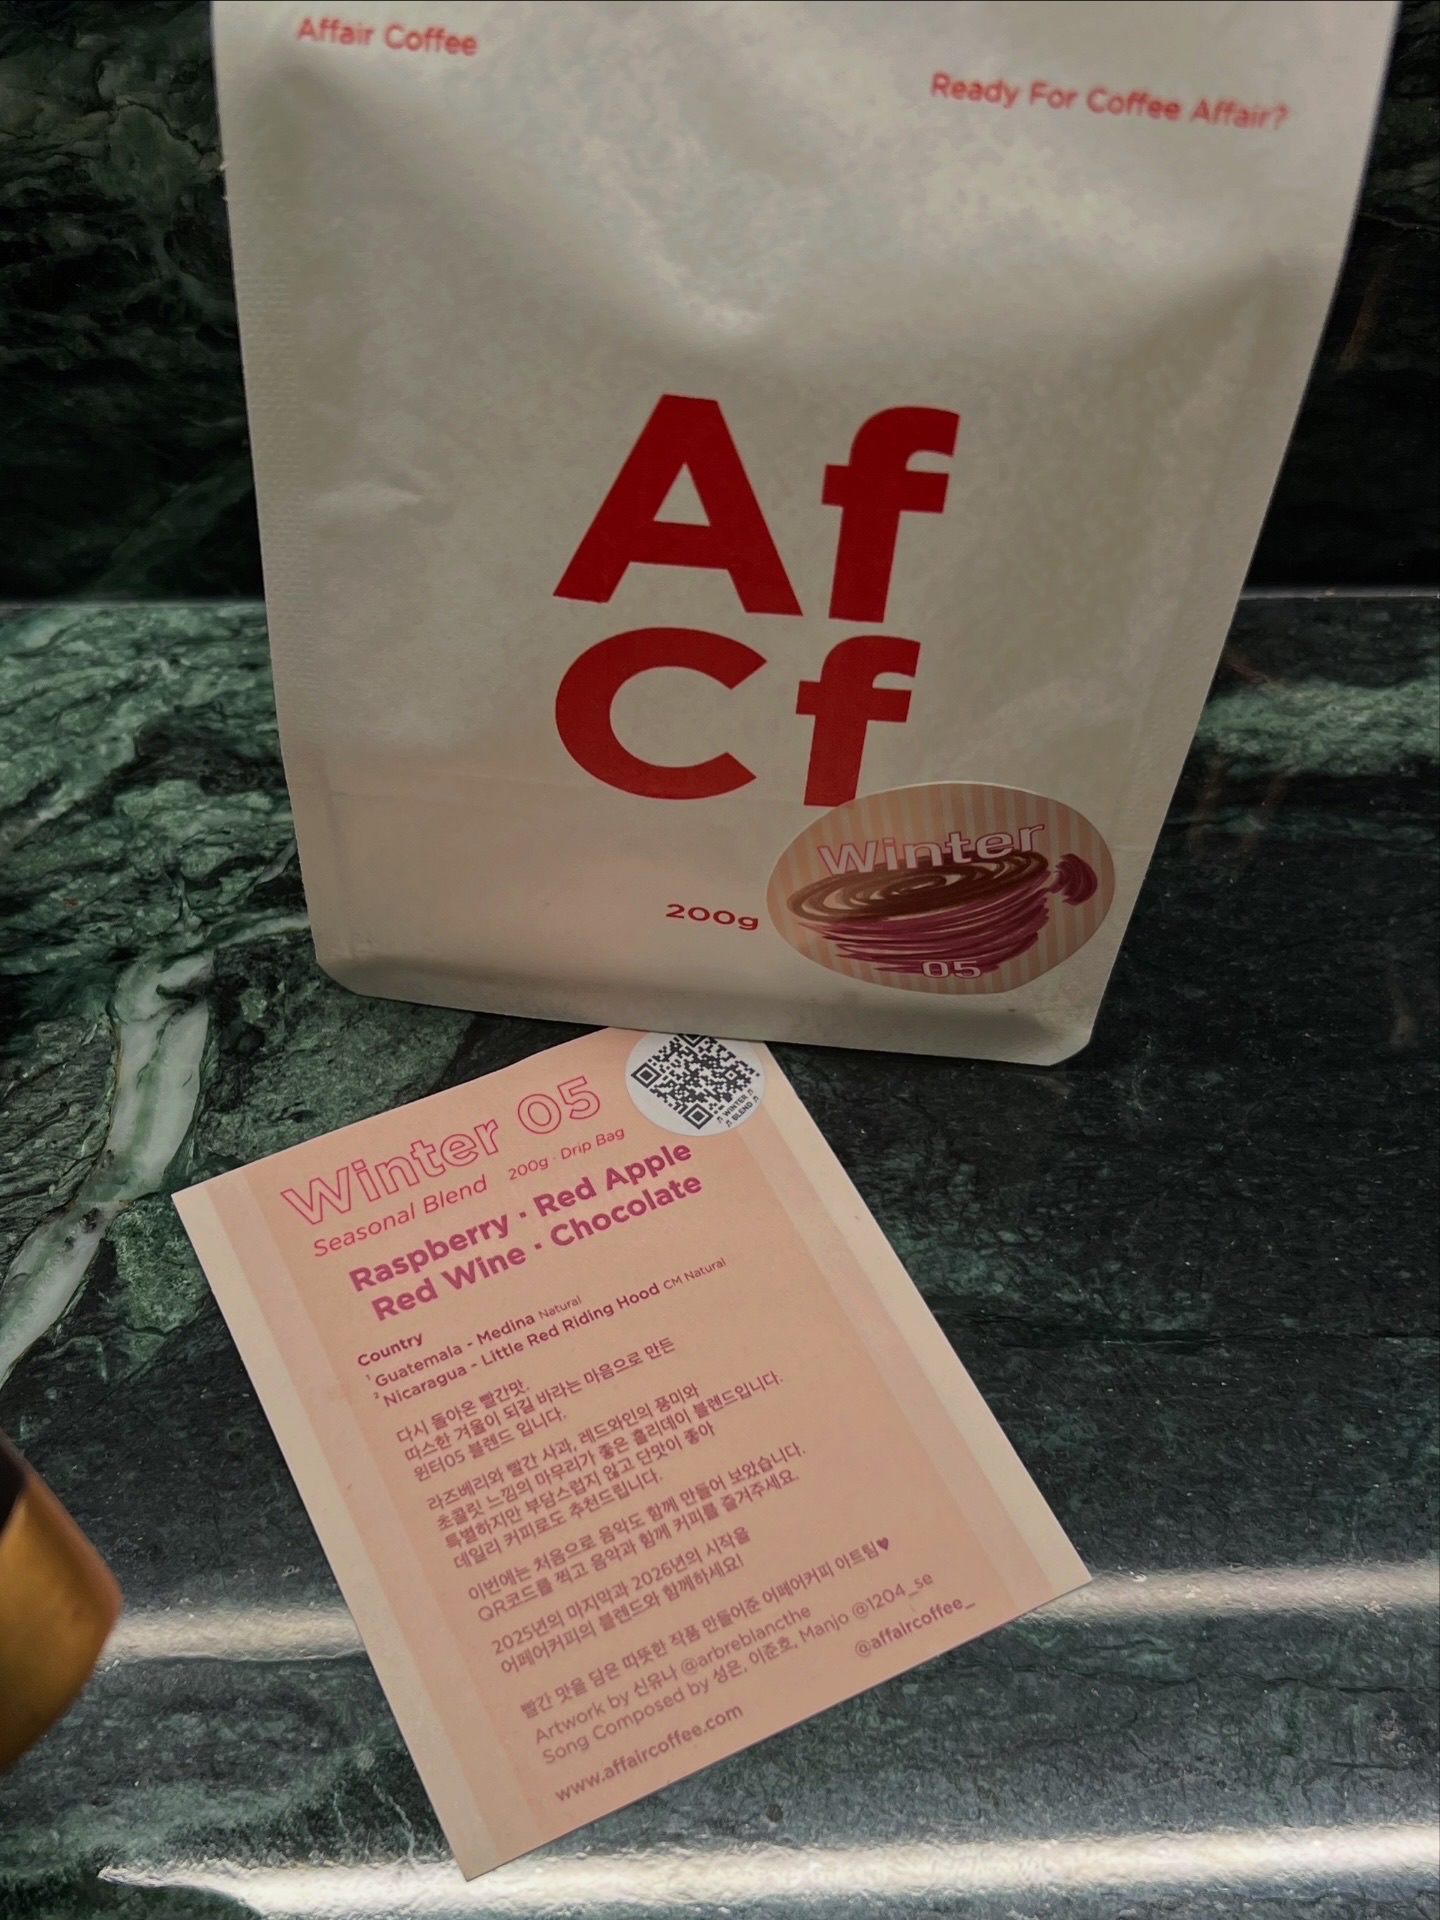 Affair Coffee
Ready For Coffee Affair?
Af
Cf
200g
Winter
05
Winter 05
Seasonal Blend 200g · Drip Bag
♬ WINTER ♬
♬ BLEND ♬
Raspberry · Red Apple
Red Wine · Chocolate
Country
¹ Guatemala - Medina Natural
² Nicaragua - Little Red Riding Hood CM Natural
다시 돌아온 빨간맛.
따스한 겨울이 되길 바라는 마음으로 만든
윈터05 블렌드 입니다.
라즈베리와 빨간 사과, 레드와인의 풍미와
초콜릿 느낌의 마무리가 좋은 홀리데이 블렌드입니다.
특별하지만 부담스럽지 않고 단맛이 좋아
데일리 커피로도 추천드립니다.
이번에는 처음으로 음악도 함께 만들어 보았습니다.
QR코드를 찍고 음악과 함께 커피를 즐겨주세요.
2025년의 마지막과 2026년의 시작을
어페어커피의 블렌드와 함께하세요!
빨간 맛을 담은 따뜻한 작품 만들어준 어페어커피 아트팀♥
Artwork by 신유나 @arbreblancthe
Song Composed by 성은, 이준호, Manjo @1204_se
@affaircoffee_
www.affaircoffee.com